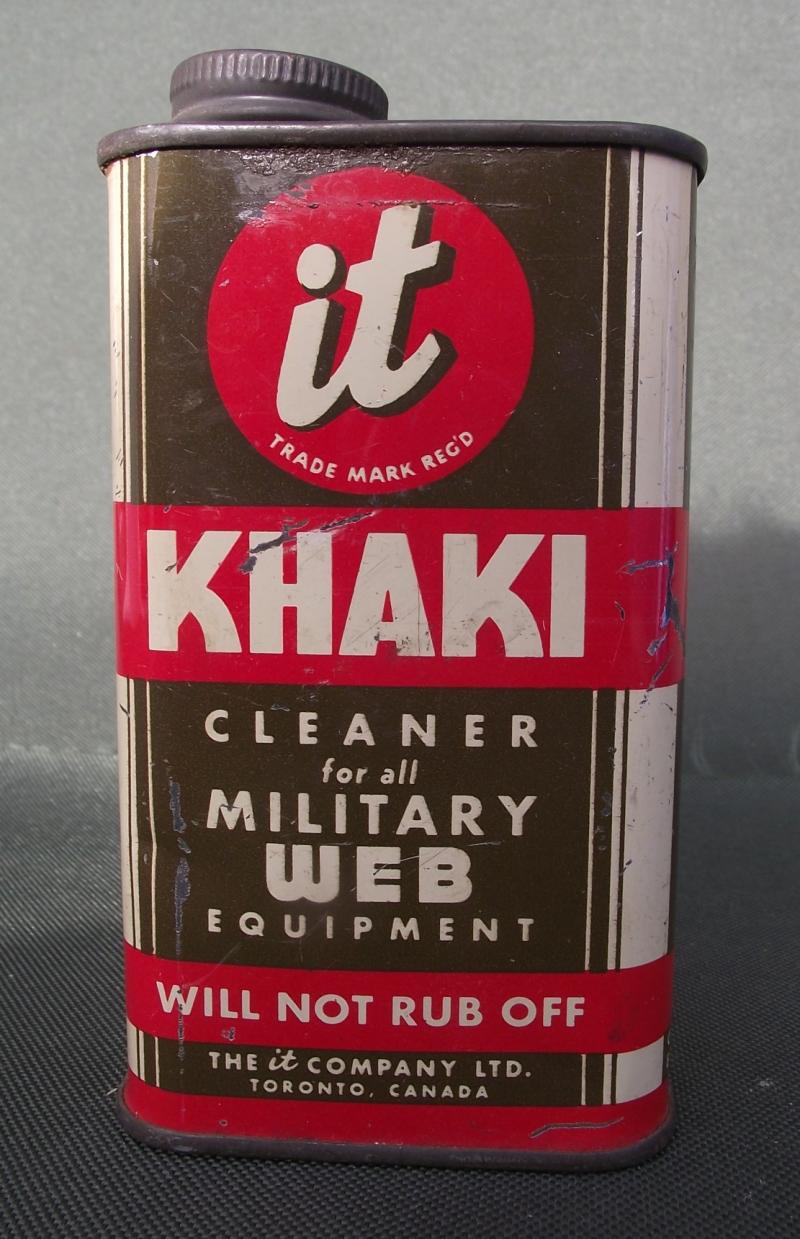 it
TRADE MARK REG'D
KHAKI
CLEANER
for all
MILITARY
WEB
EQUIPMENT
WILL NOT RUB OFF
THE it COMPANY LTD.
TORONTO, CANADA